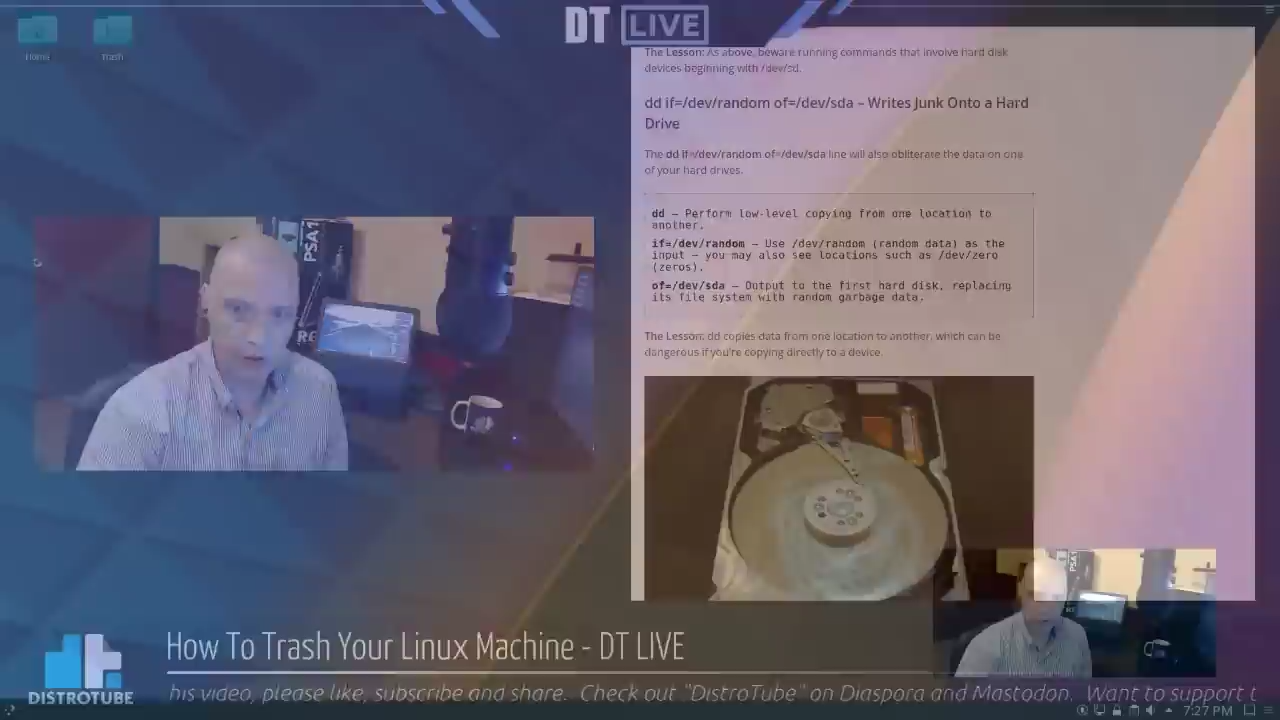 DT LIVE
Home
Trash
The Lesson: As above, beware running commands that involve hard disk
devices beginning with /dev/sd.
dd if=/dev/random of=/dev/sda – Writes Junk Onto a Hard
Drive
The dd if=/dev/random of=/dev/sda line will also obliterate the data on one
of your hard drives.
dd – Perform low-level copying from one location to
another.
if=/dev/random – Use /dev/random (random data) as the
input – you may also see locations such as /dev/zero
(zeros).
of=/dev/sda – Output to the first hard disk, replacing
its file system with random garbage data.
The Lesson: dd copies data from one location to another, which can be
dangerous if you're copying directly to a device.
PSA1
How To Trash Your Linux Machine - DT LIVE
DISTROTUBE
his video, please like, subscribe and share. Check out "DistroTube" on Diaspora and Mastodon. Want to support t
7:27 PM